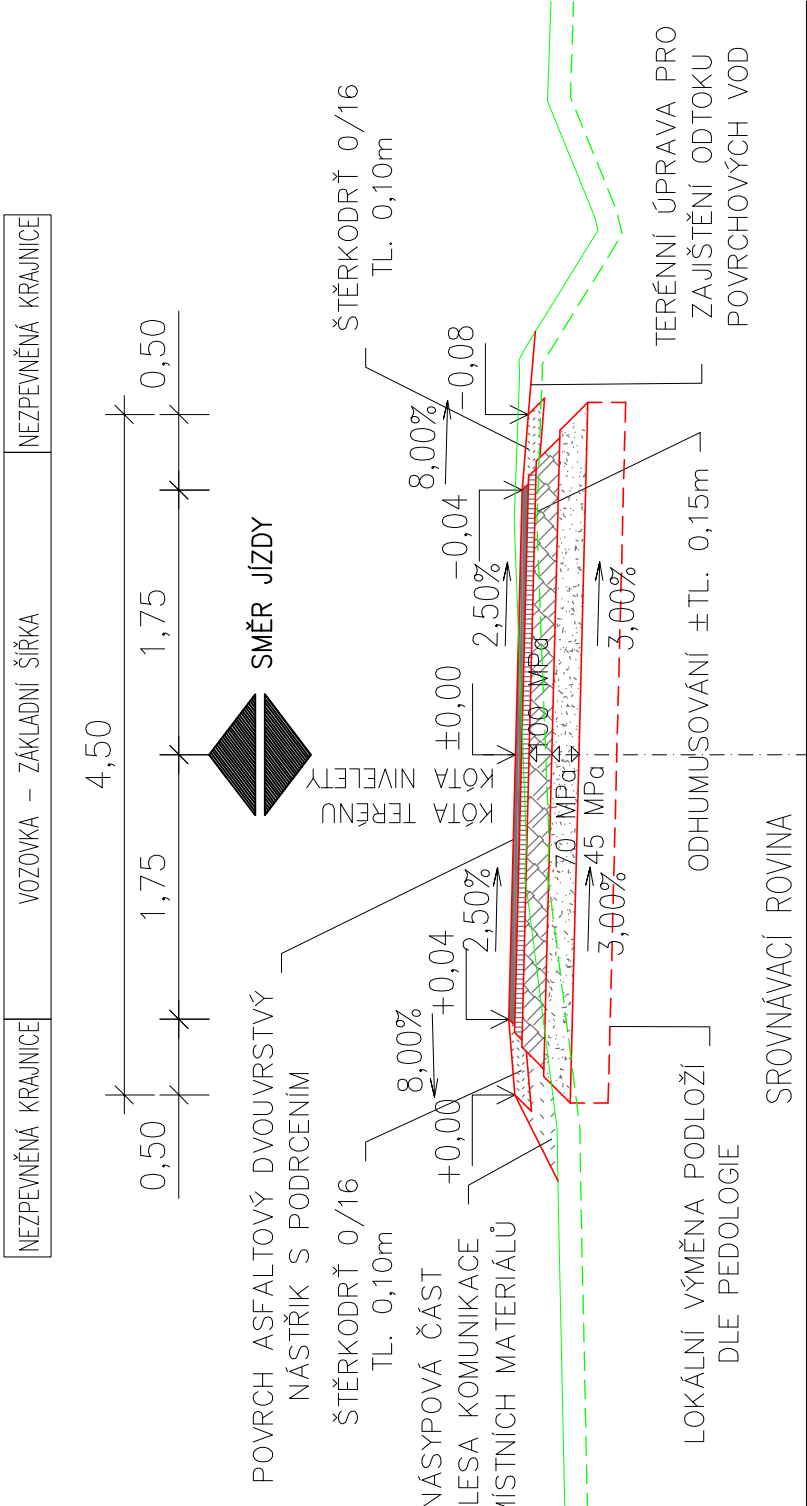 NEZPEVNĚNÁ KRAJNICE
VOZOVKA – ZÁKLADNÍ ŠÍŘKA
NEZPEVNĚNÁ KRAJNICE
4,50
0,50
1,75
1,75
0,50
SMĚR JÍZDY
POVRCH ASFALTOVÝ DVOUVRSTVÝ
NÁSTŘIK S PODRCENÍM
ŠTĚRKODRŤ 0/16
TL. 0,10m
NÁSYPOVÁ ČÁST
LESA KOMUNIKACE
MÍSTNÍCH MATERIÁLŮ
KÓTA NIVELETY
KÓTA TERÉNU
ŠTĚRKODRŤ 0/16
TL. 0,10m
8,00%
+0,00
+0,04
2,50%
±0,00
2,50%
-0,04
8,00%
-0,08
100 MPa
70 MPa
45 MPa
3,00%
3,00%
TERÉNNÍ ÚPRAVA PRO
ZAJIŠTĚNÍ ODTOKU
POVRCHOVÝCH VOD
ODHUMUSOVÁNÍ ±TL. 0,15m
LOKÁLNÍ VÝMĚNA PODLOŽÍ
DLE PEDOLOGIE
SROVNÁVACÍ ROVINA